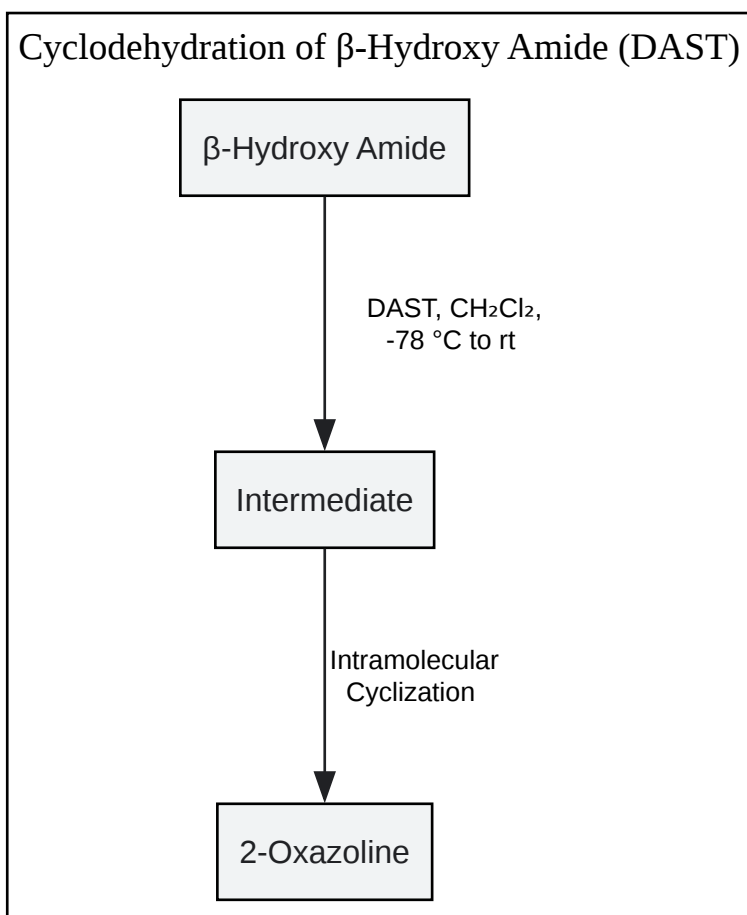 Cyclodehydration of β-Hydroxy Amide (DAST)
β-Hydroxy Amide
DAST, CH₂Cl₂,
-78 °C to rt
Intermediate
Intramolecular
Cyclization
2-Oxazoline